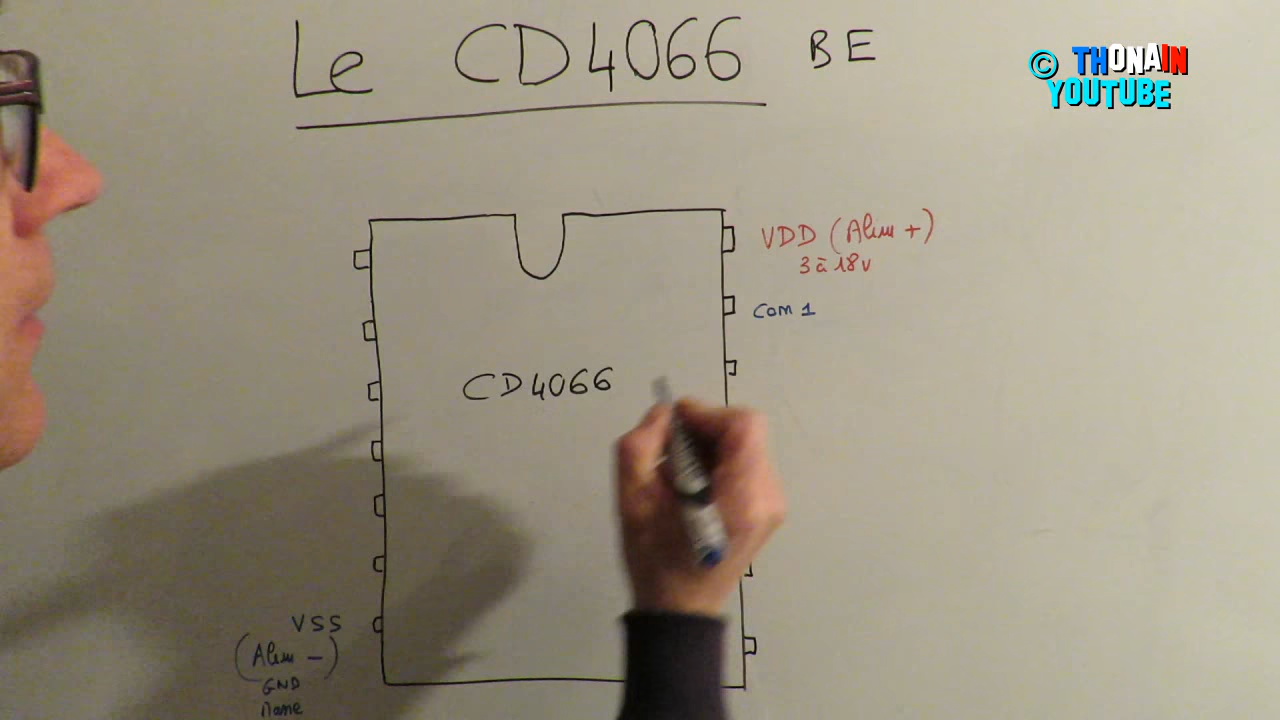 Le CD4066 BE
© THONAIN
YOUTUBE
VDD (Alim +)
3 à 18v
Com 1
CD4066
VSS
(Alim -)
GND